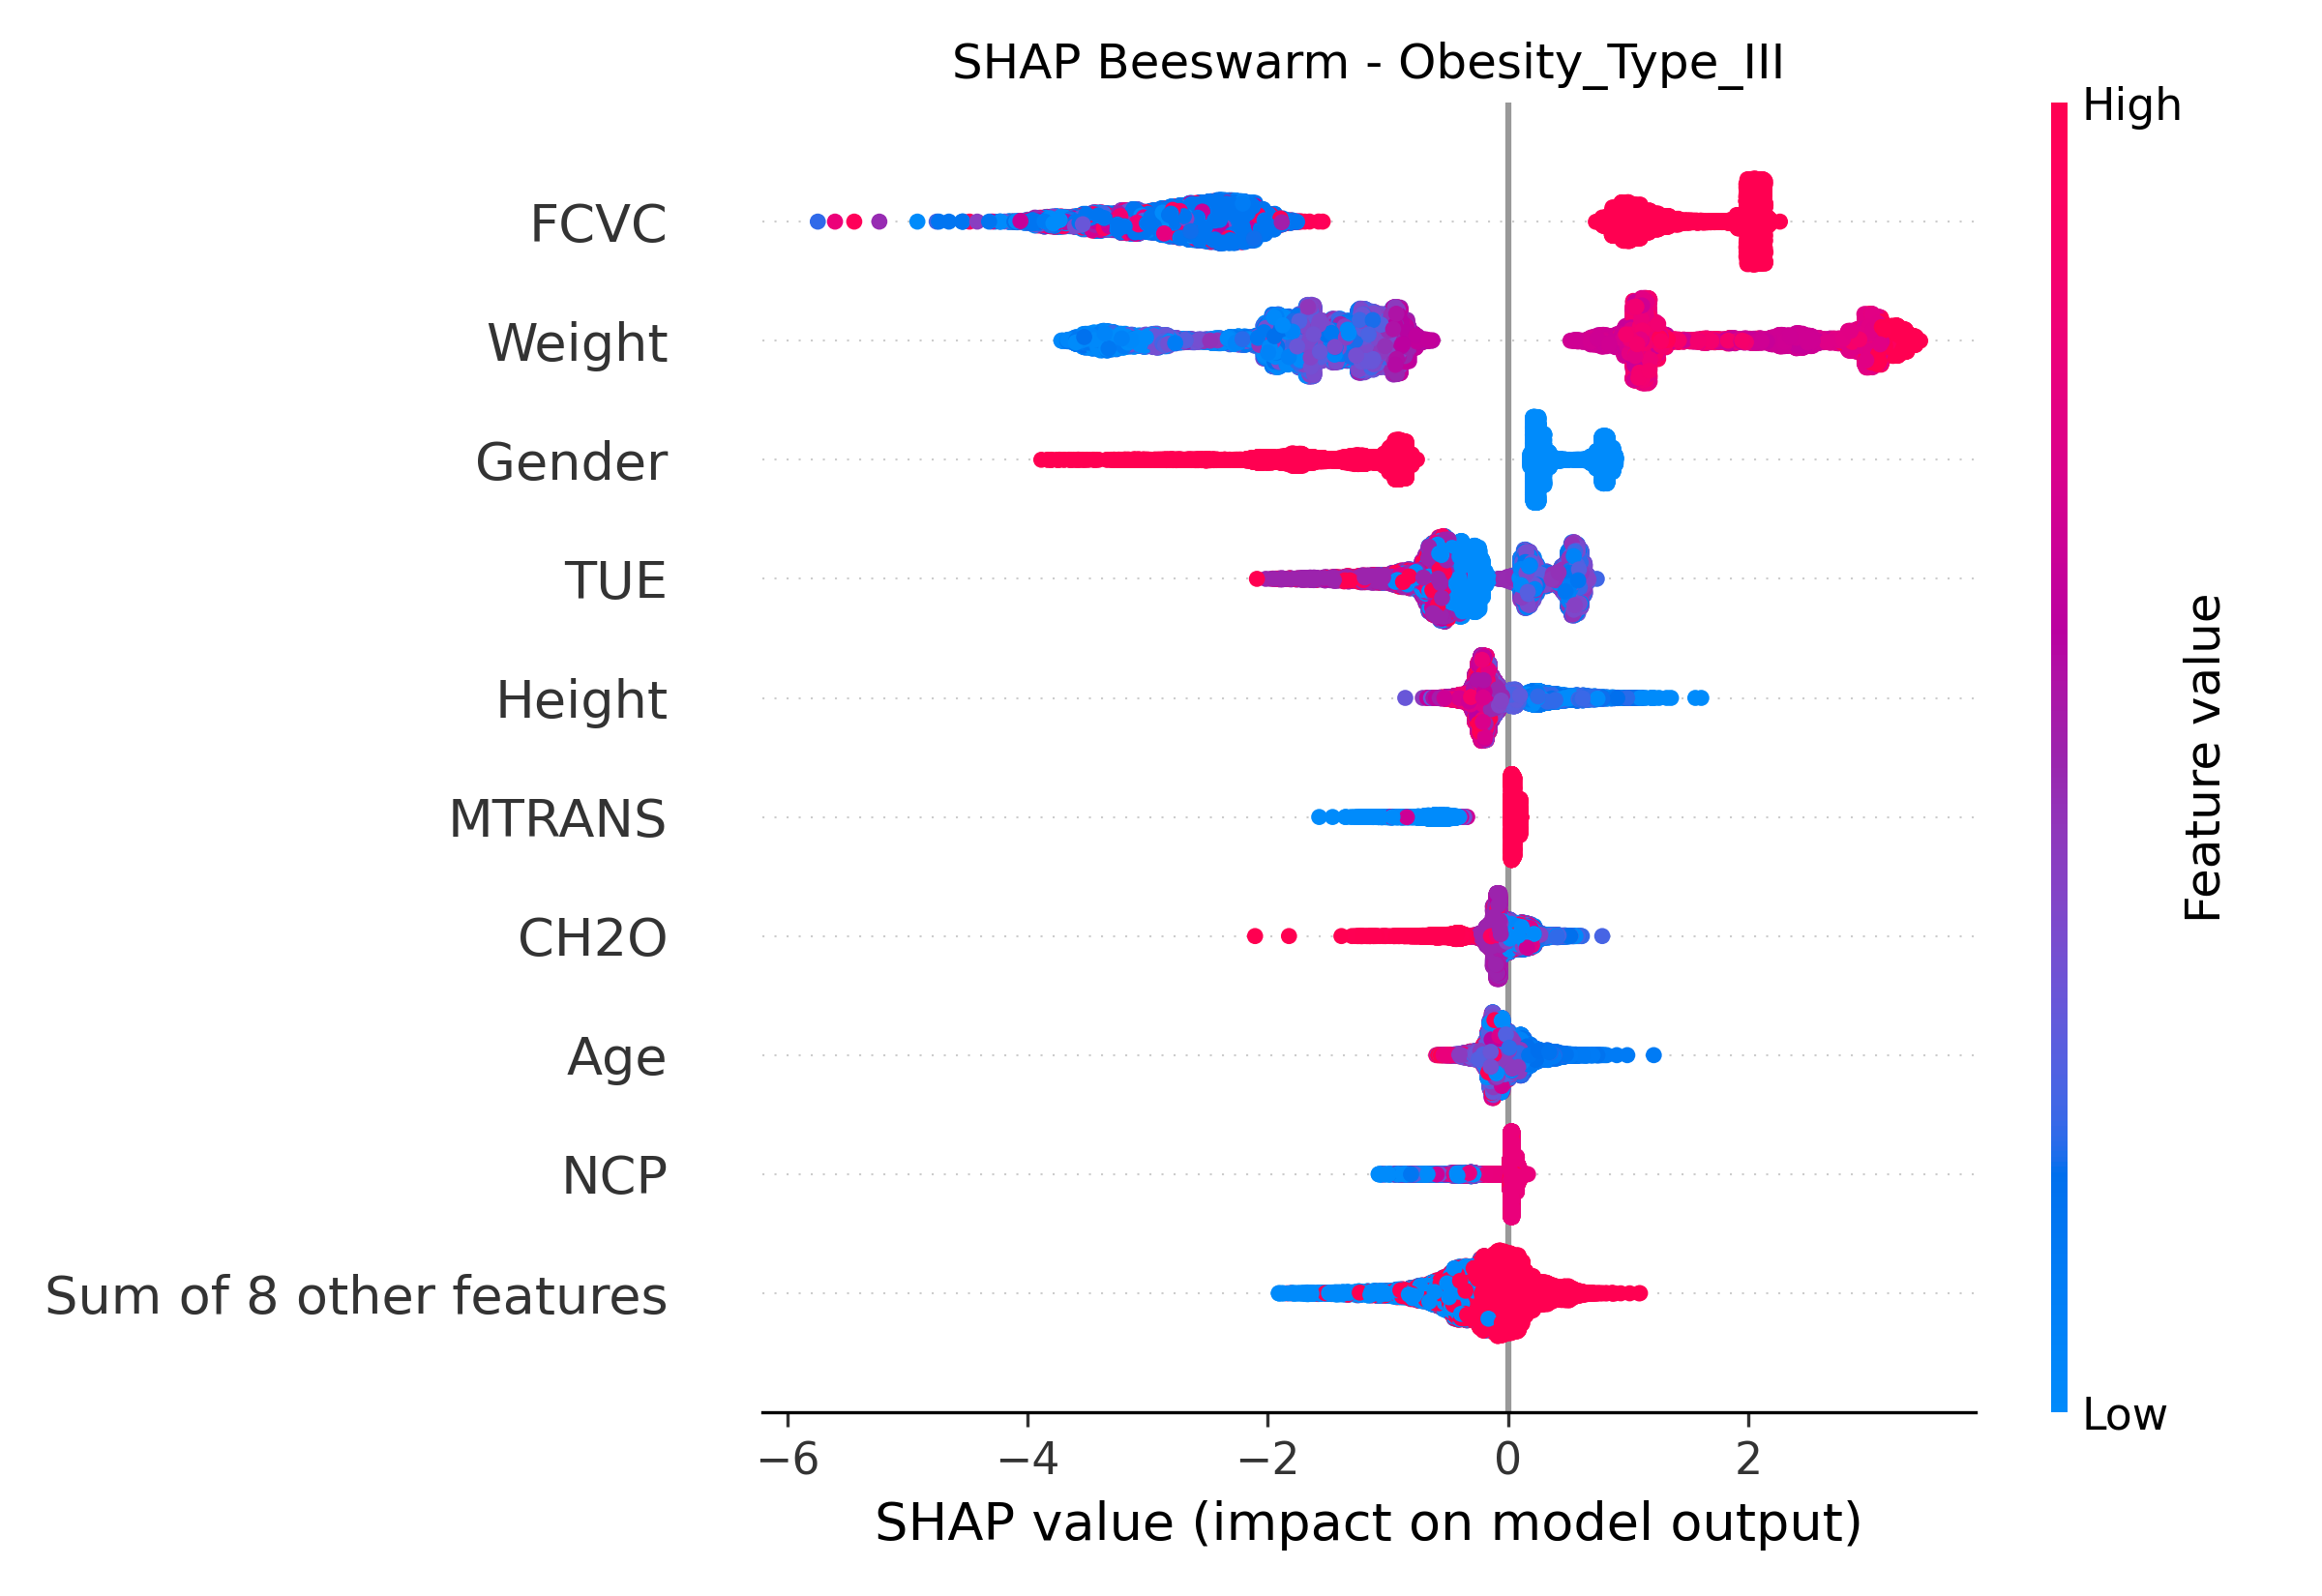 SHAP Beeswarm - Obesity_Type_III
High
FCVC
Weight
Gender
TUE
Height
MTRANS
CH2O
Age
NCP
Sum of 8 other features
Feature value
Low
−6 −4 −2 0 2
SHAP value (impact on model output)